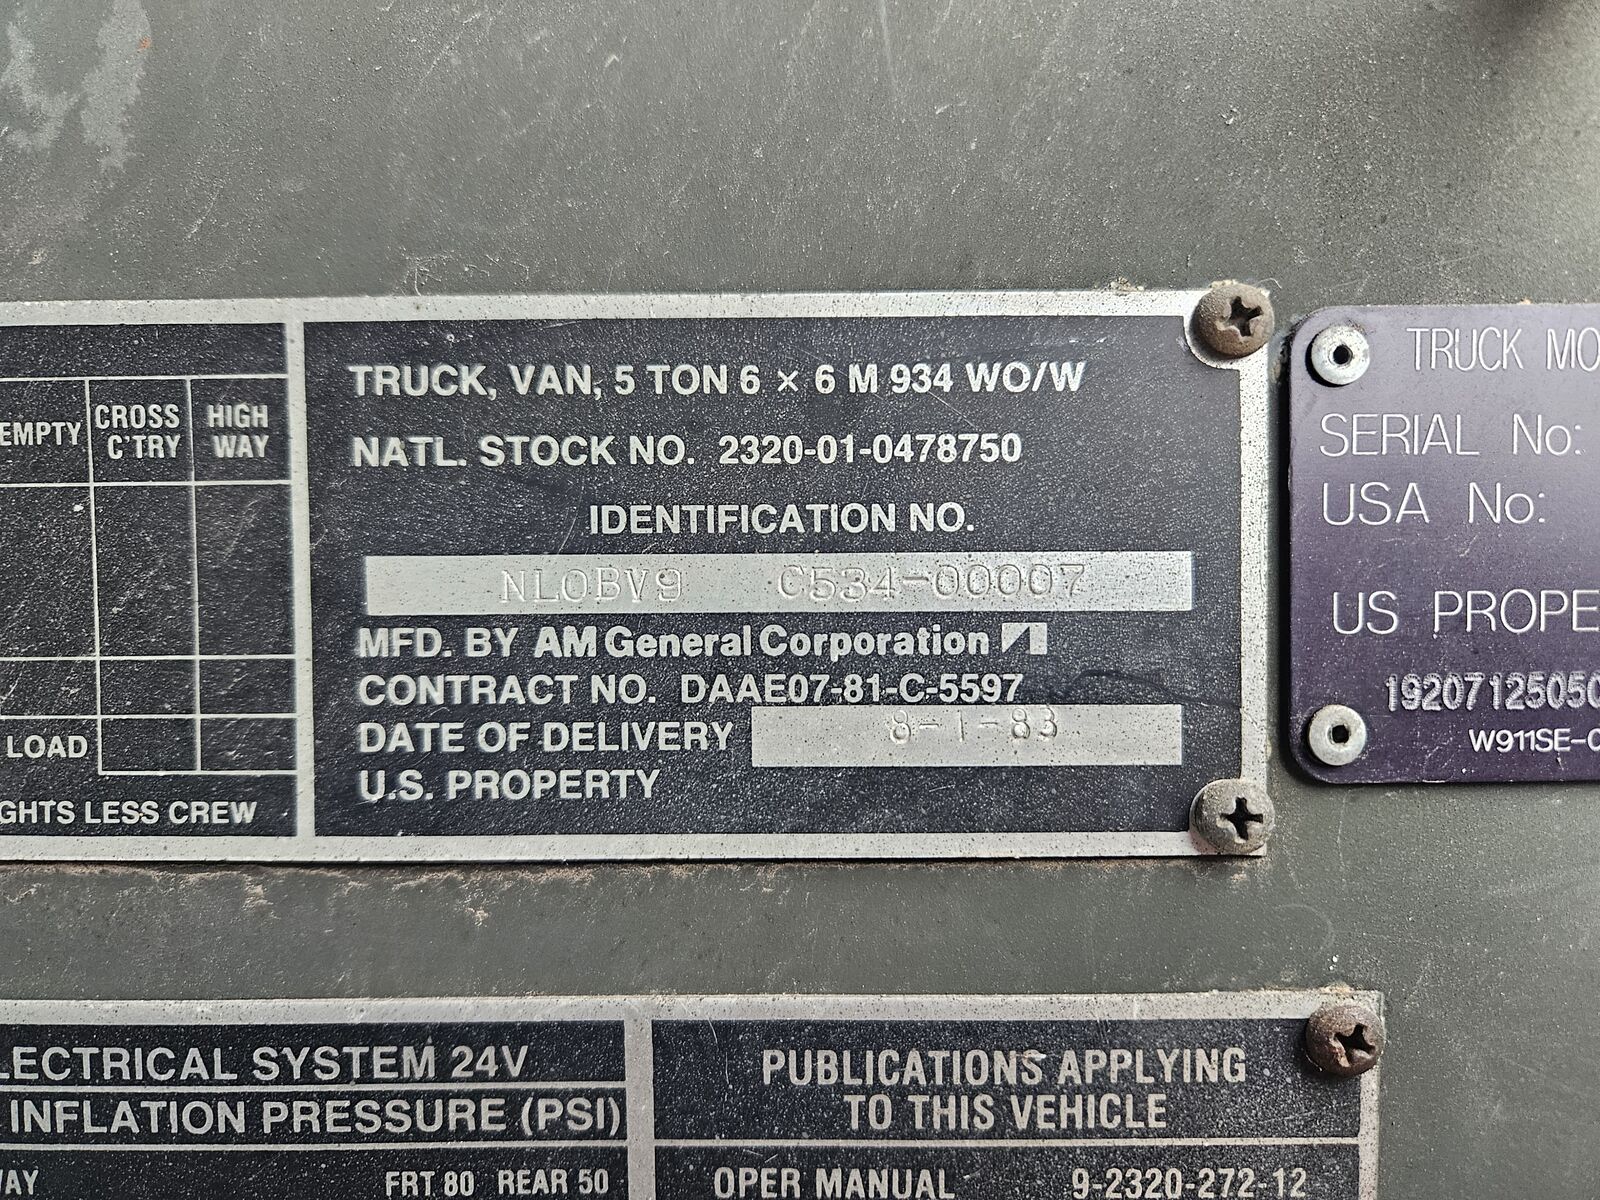 EMPTY
CROSS C'TRY
HIGH WAY
LOAD
GHTS LESS CREW
TRUCK, VAN, 5 TON 6 × 6 M 934 WO/W
NATL. STOCK NO. 2320-01-0478750
IDENTIFICATION NO.
NL0BV9 C534-00007
MFD. BY AM General Corporation
CONTRACT NO. DAAE07-81-C-5597
DATE OF DELIVERY 8-1-83
U.S. PROPERTY
TRUCK MO
SERIAL No:
USA No:
US PROPE
1920712505
W911SE-
LECTRICAL SYSTEM 24V
INFLATION PRESSURE (PSI)
WAY FRT 80 REAR 50
PUBLICATIONS APPLYING
TO THIS VEHICLE
OPER MANUAL 9-2320-272-12